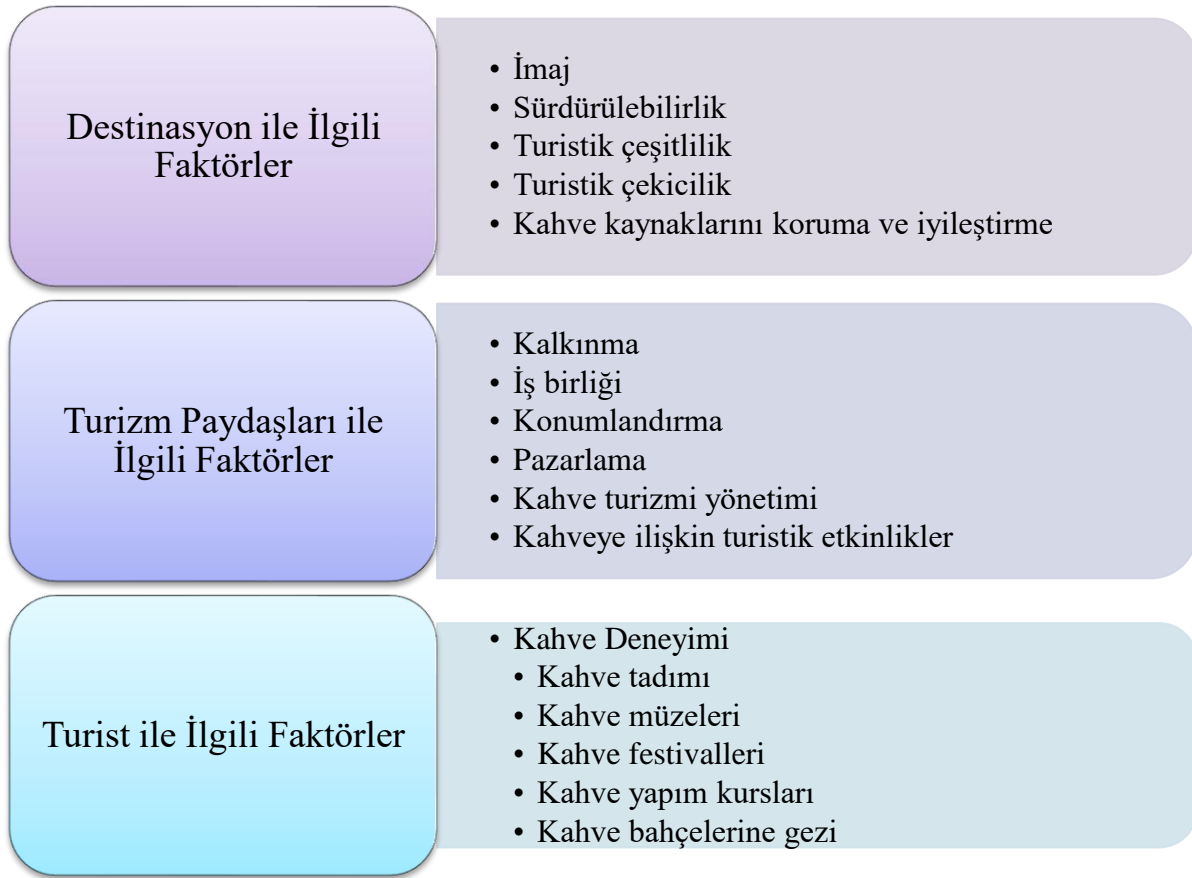 Destinasyon ile İlgili
Faktörler
• İmaj
• Sürdürülebilirlik
• Turistik çeşitlilik
• Turistik çekicilik
• Kahve kaynaklarını koruma ve iyileştirme
Turizm Paydaşları ile
İlgili Faktörler
• Kalkınma
• İş birliği
• Konumlandırma
• Pazarlama
• Kahve turizmi yönetimi
• Kahveye ilişkin turistik etkinlikler
Turist ile İlgili Faktörler
• Kahve Deneyimi
• Kahve tadımı
• Kahve müzeleri
• Kahve festivalleri
• Kahve yapım kursları
• Kahve bahçelerine gezi